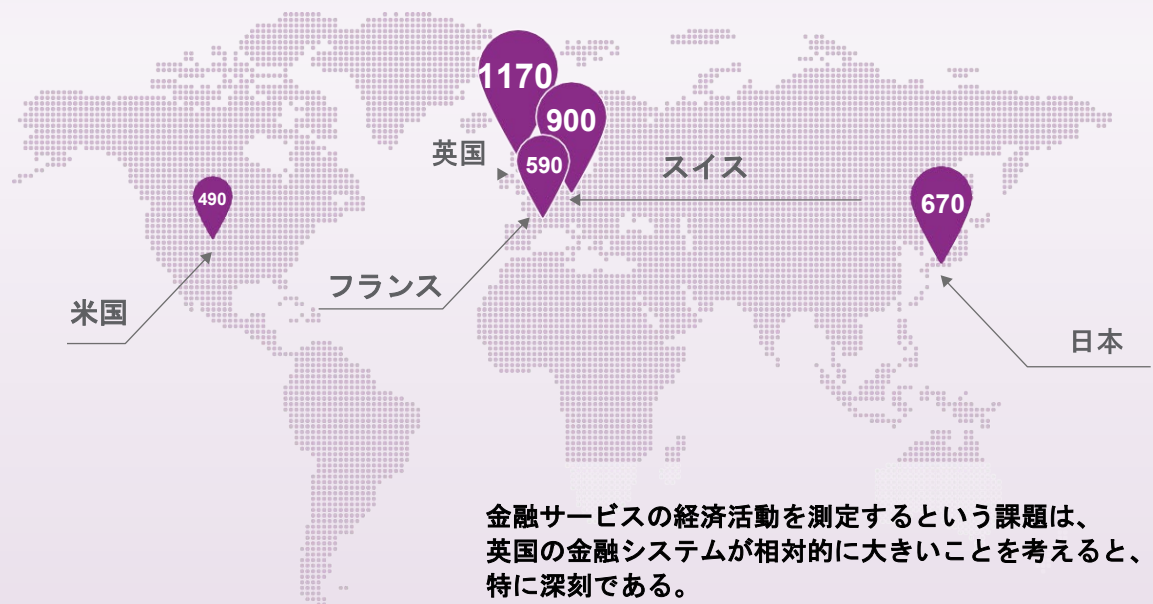 1170
900
英国
590
スイス
490
670
フランス
米国
日本
金融サービスの経済活動を測定するという課題は、
英国の金融システムが相対的に大きいことを考えると、
特に深刻である。